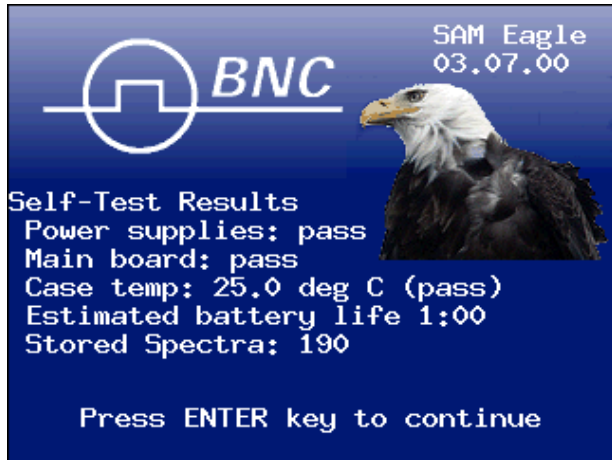 BNC
SAM Eagle
03.07.00
Self-Test Results
Power supplies: pass
Main board: pass
Case temp: 25.0 deg C (pass)
Estimated battery life 1:00
Stored Spectra: 190
Press ENTER key to continue